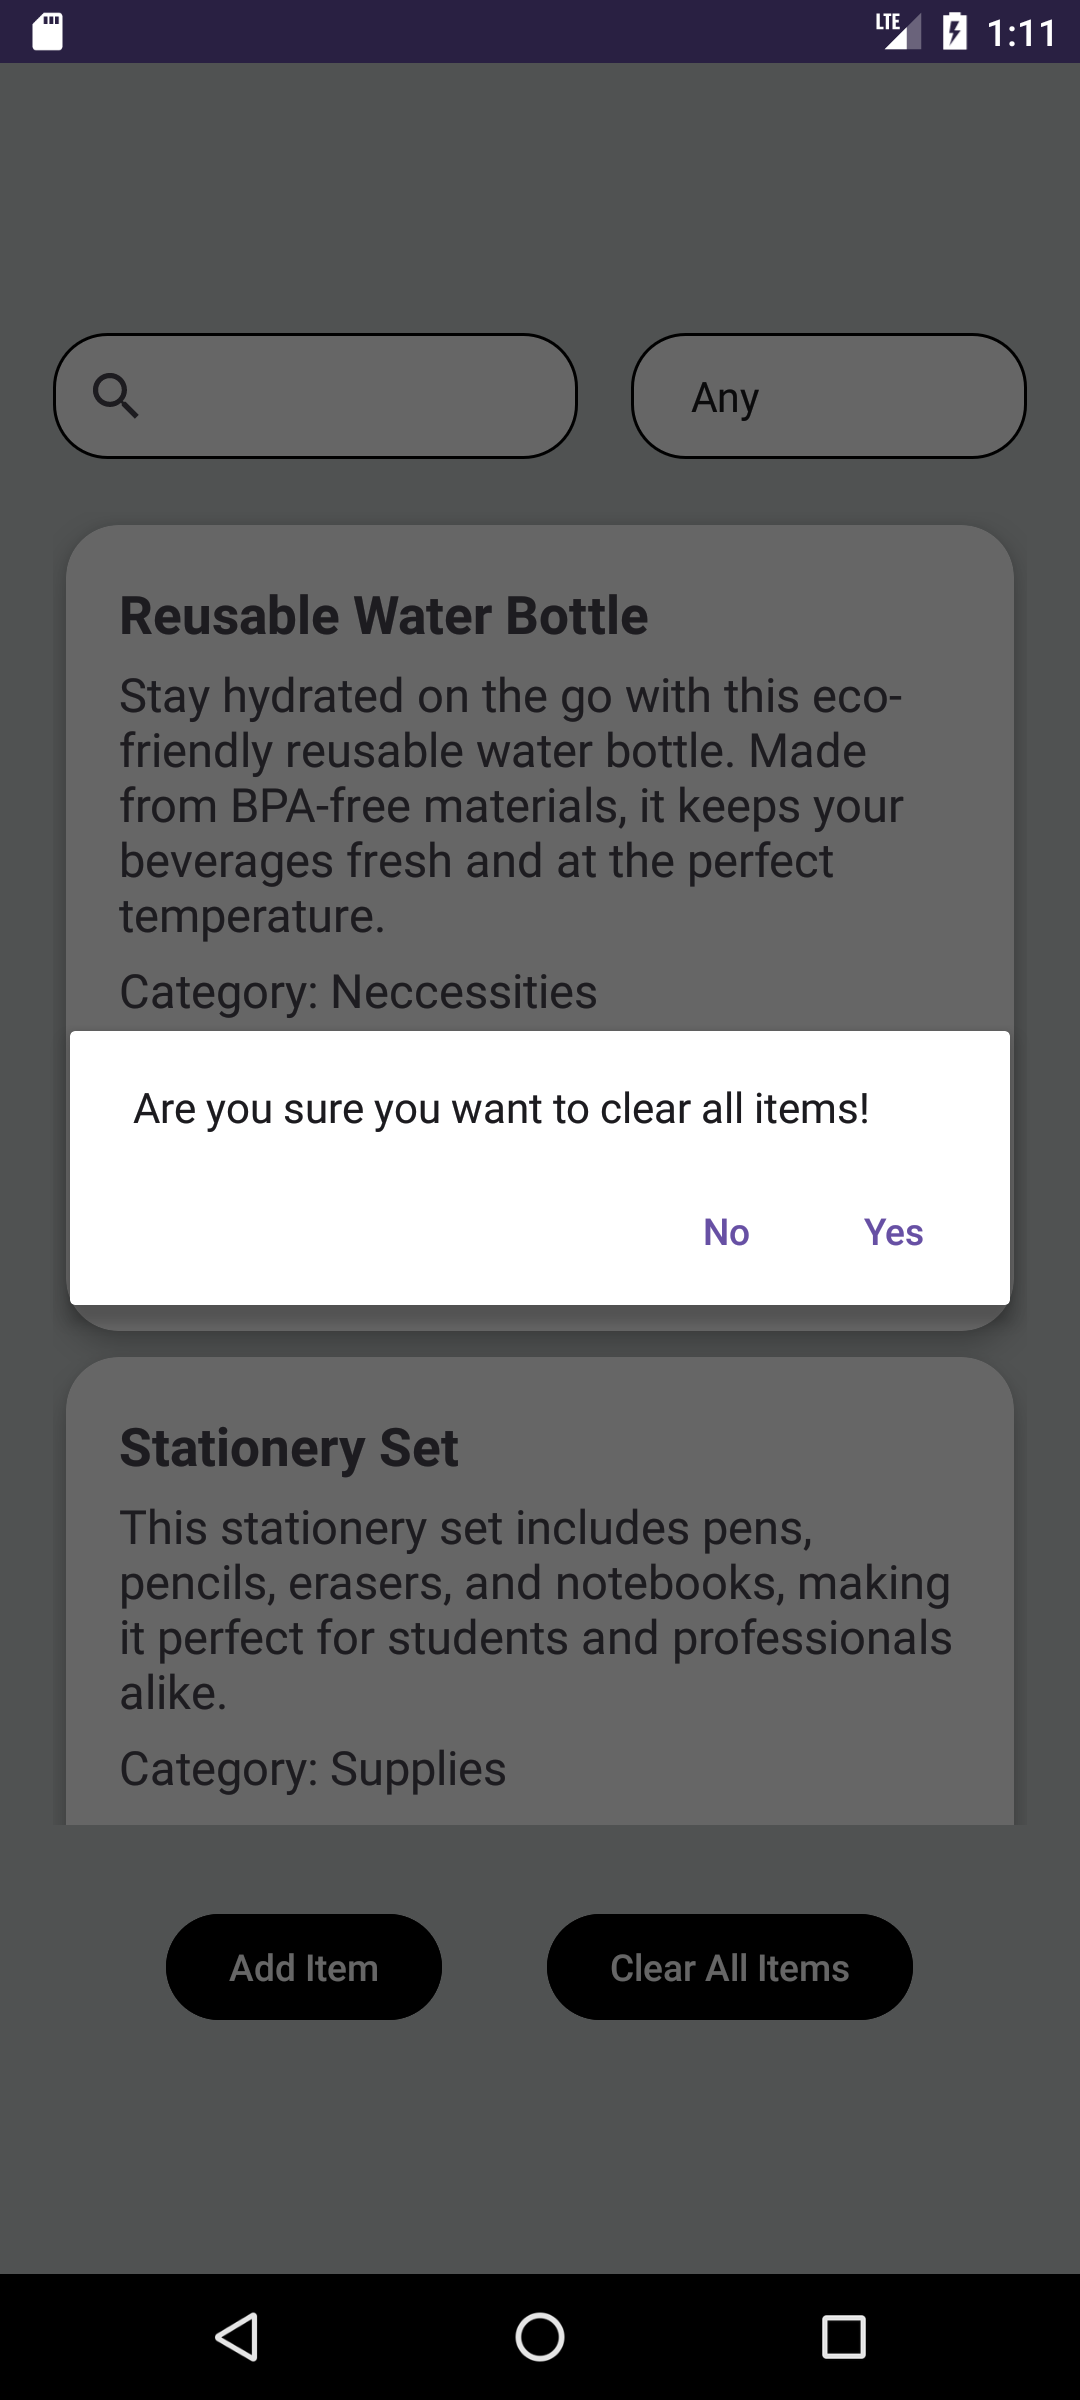 LTE 1:11
Any
Reusable Water Bottle
Stay hydrated on the go with this eco-
friendly reusable water bottle. Made
from BPA-free materials, it keeps your
beverages fresh and at the perfect
temperature.
Category: Neccessities
Are you sure you want to clear all items!
No Yes
Stationery Set
This stationery set includes pens,
pencils, erasers, and notebooks, making
it perfect for students and professionals
alike.
Category: Supplies
Add Item Clear All Items